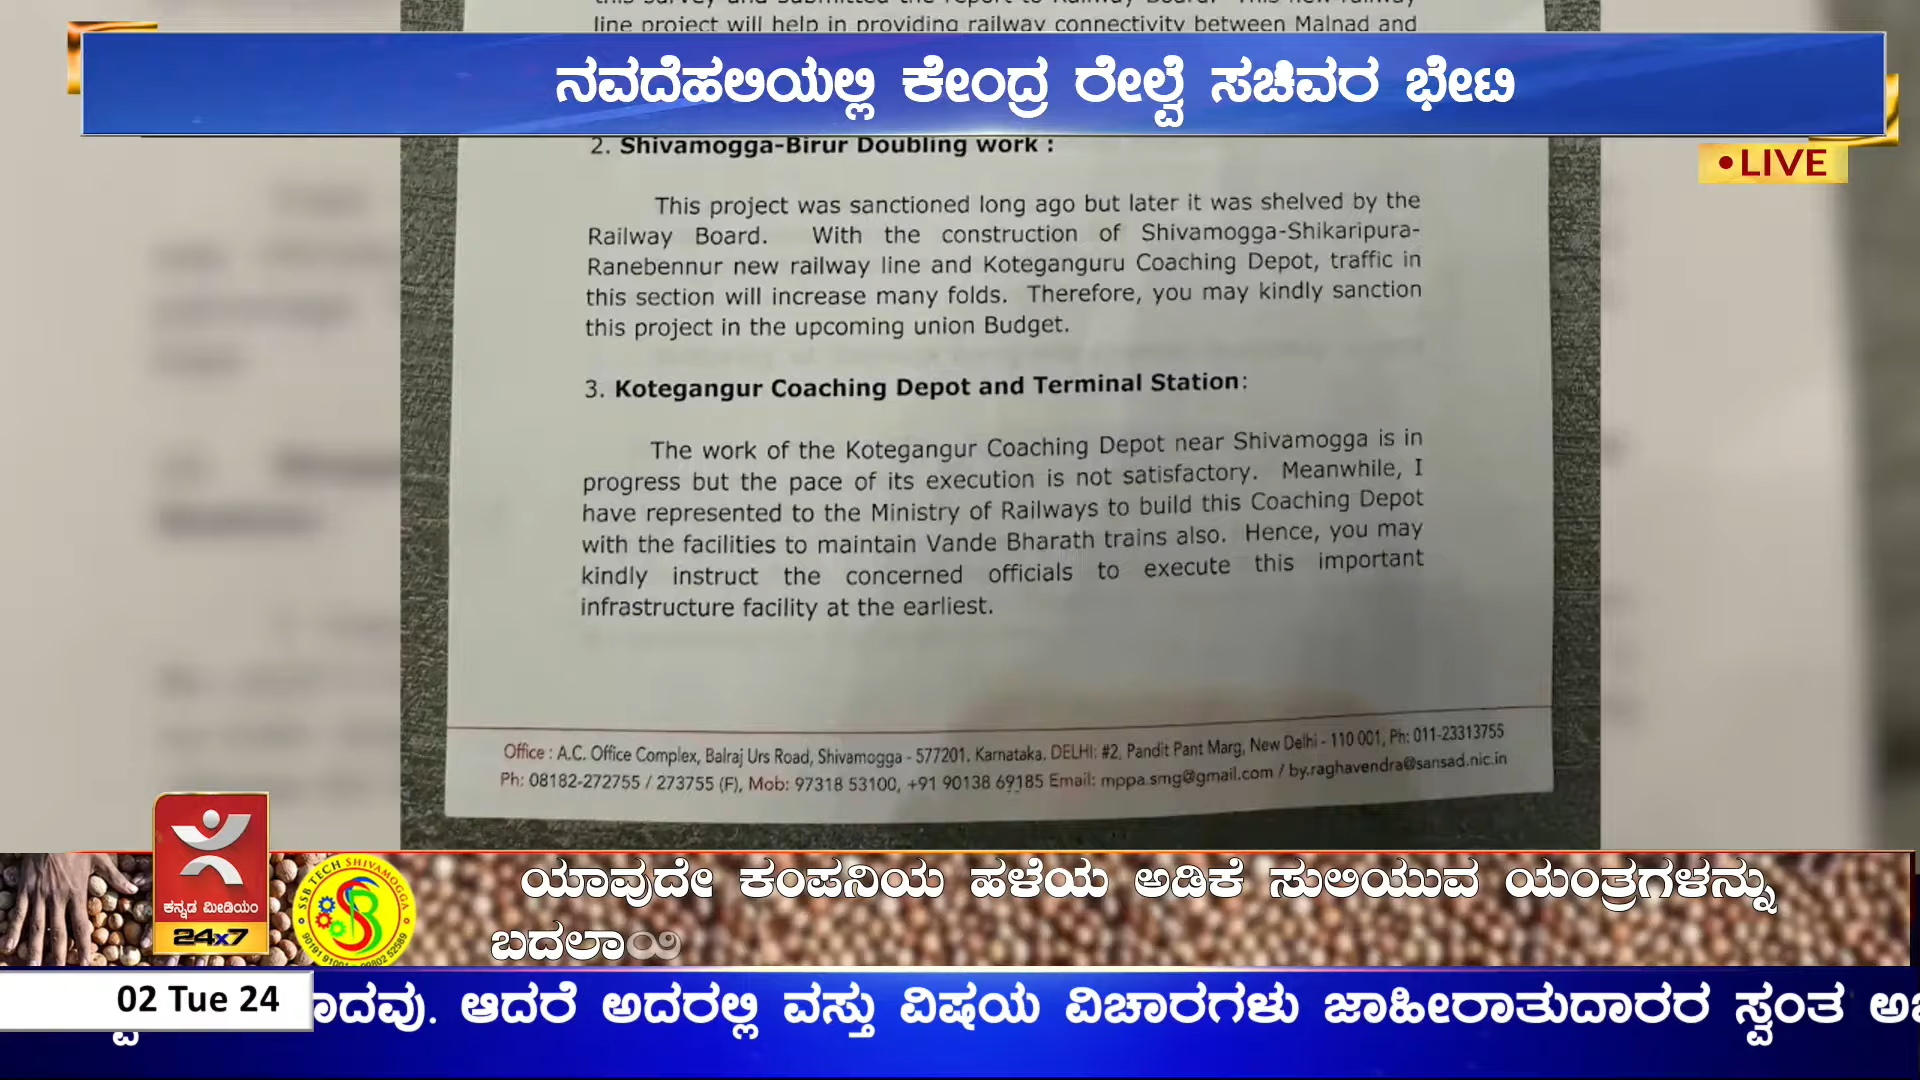 line project will help in providing railway connectivity between Malnad and
ನವದೆಹಲಿಯಲ್ಲಿ ಕೇಂದ್ರ ರೇಲ್ವೆ ಸಚಿವರ ಭೇಟಿ
• LIVE
2. Shivamogga-Birur Doubling work :
This project was sanctioned long ago but later it was shelved by the
Railway Board. With the construction of Shivamogga-Shikaripura-
Ranebennur new railway line and Koteganguru Coaching Depot, traffic in
this section will increase many folds. Therefore, you may kindly sanction
this project in the upcoming union Budget.
3. Kotegangur Coaching Depot and Terminal Station:
The work of the Kotegangur Coaching Depot near Shivamogga is in
progress but the pace of its execution is not satisfactory. Meanwhile, I
have represented to the Ministry of Railways to build this Coaching Depot
with the facilities to maintain Vande Bharath trains also. Hence, you may
kindly instruct the concerned officials to execute this important
infrastructure facility at the earliest.
Office : A.C. Office Complex, Balraj Urs Road, Shivamogga - 577201. Karnataka. DELHI: #2, Pandit Pant Marg, New Delhi - 110 001, Ph: 011-23313755
Ph: 08182-272755 / 273755 (F), Mob: 97318 53100, +91 90138 69185 Email: mppa.smg@gmail.com / by.raghavendra@sansad.nic.in
ಕನ್ನಡ ಮೀಡಿಯಂ
24x7
SSB TECH SHIVAMOGGA
ಯಾವುದೇ ಕಂಪನಿಯ ಹಳೆಯ ಅಡಿಕೆ ಸುಲಿಯುವ ಯಂತ್ರಗಳನ್ನು
ಬದಲಾಯಿ
02 Tue 24
ಾದವು. ಆದರೆ ಅದರಲ್ಲಿ ವಸ್ತು ವಿಷಯ ವಿಚಾರಗಳು ಜಾಹೀರಾತುದಾರರ ಸ್ವಂತ